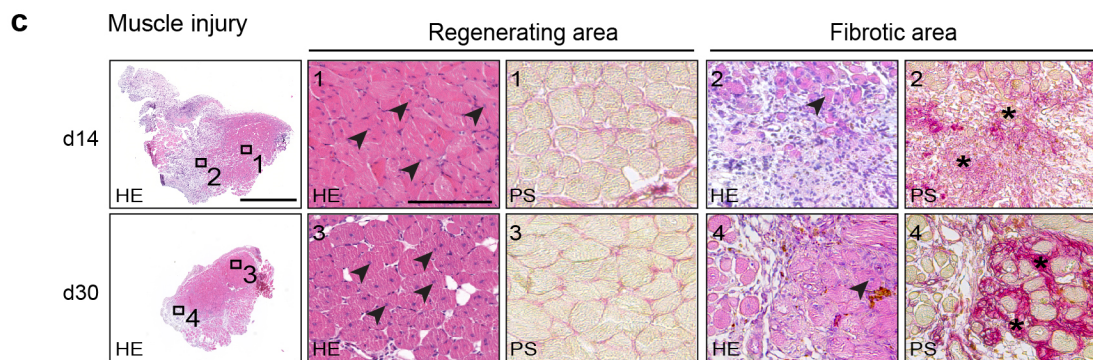 c
Muscle injury
Regenerating area
Fibrotic area
d14
1
2
HE
1
HE
1
PS
2
HE
2
* *
PS
d30
3
4
HE
3
HE
3
PS
4
HE
4
* *
PS